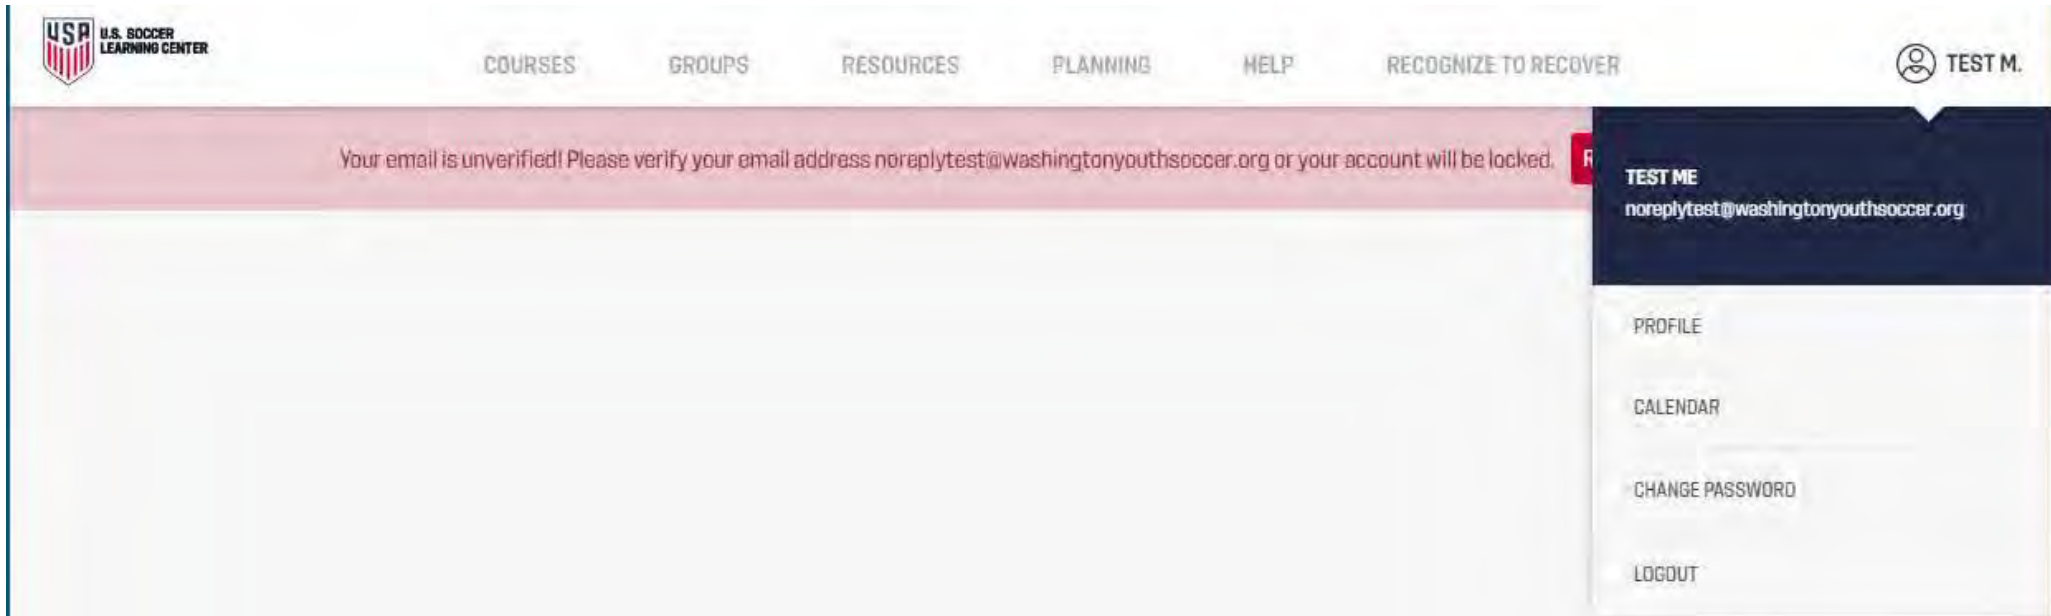 U.S. SOCCER
LEARNING CENTER
COURSES GROUPS RESOURCES PLANNING HELP RECOGNIZE TO RECOVER TEST M.
Your email is unverified! Please verify your email address noreplytest@washingtonyouthsoccer.org or your account will be locked. R
TEST ME
noreplytest@washingtonyouthsoccer.org
PROFILE
CALENDAR
CHANGE PASSWORD
LOGOUT